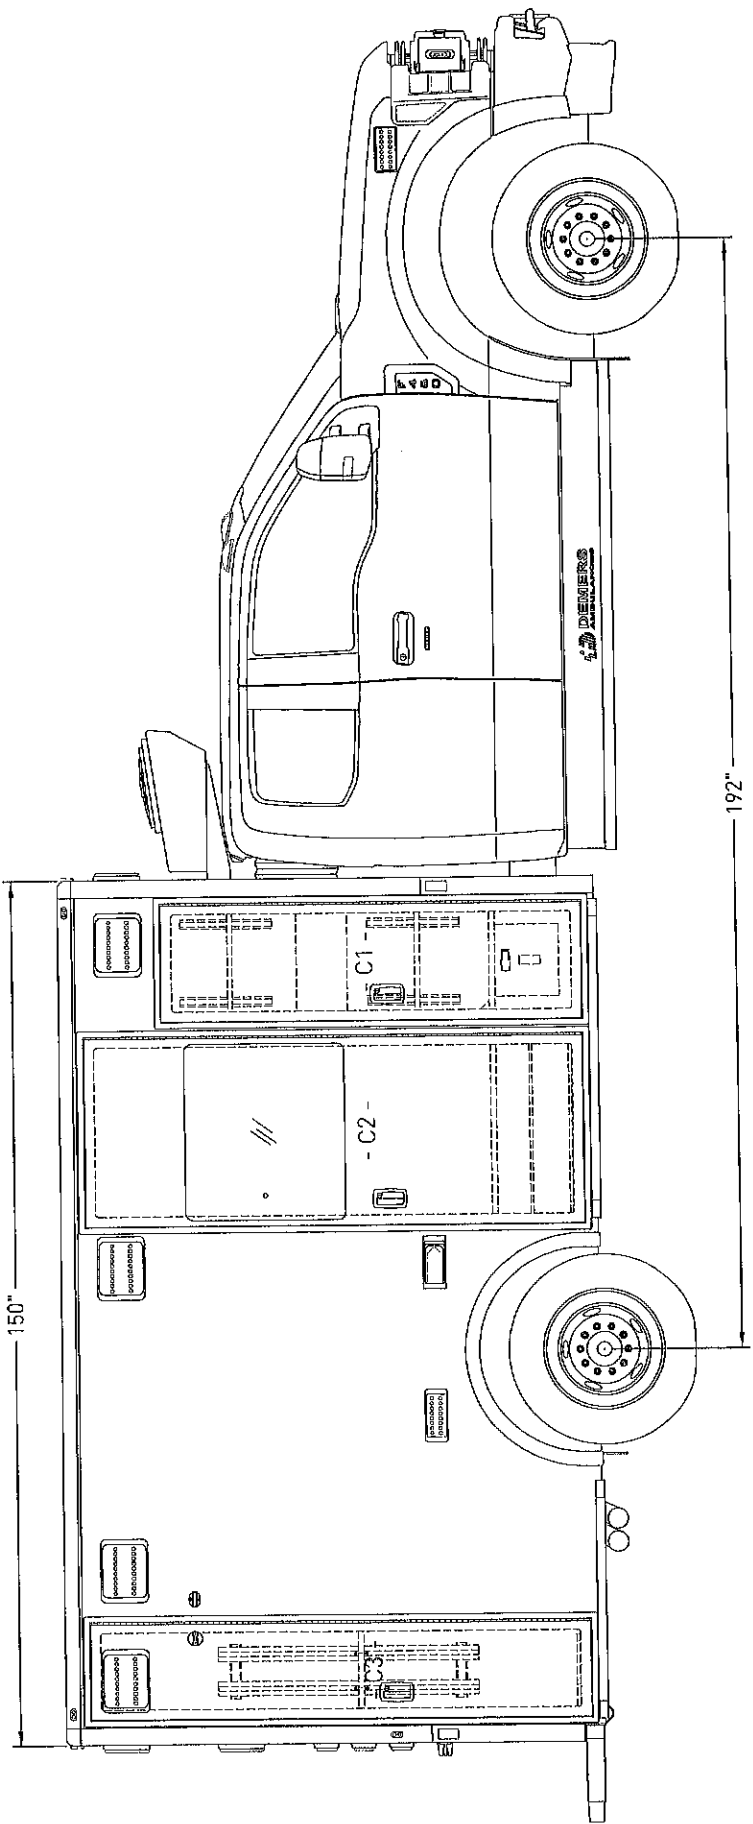 150"
- C3 -
- C2 -
- C1 -
F450
DEMERS
AMBULANCES
192"